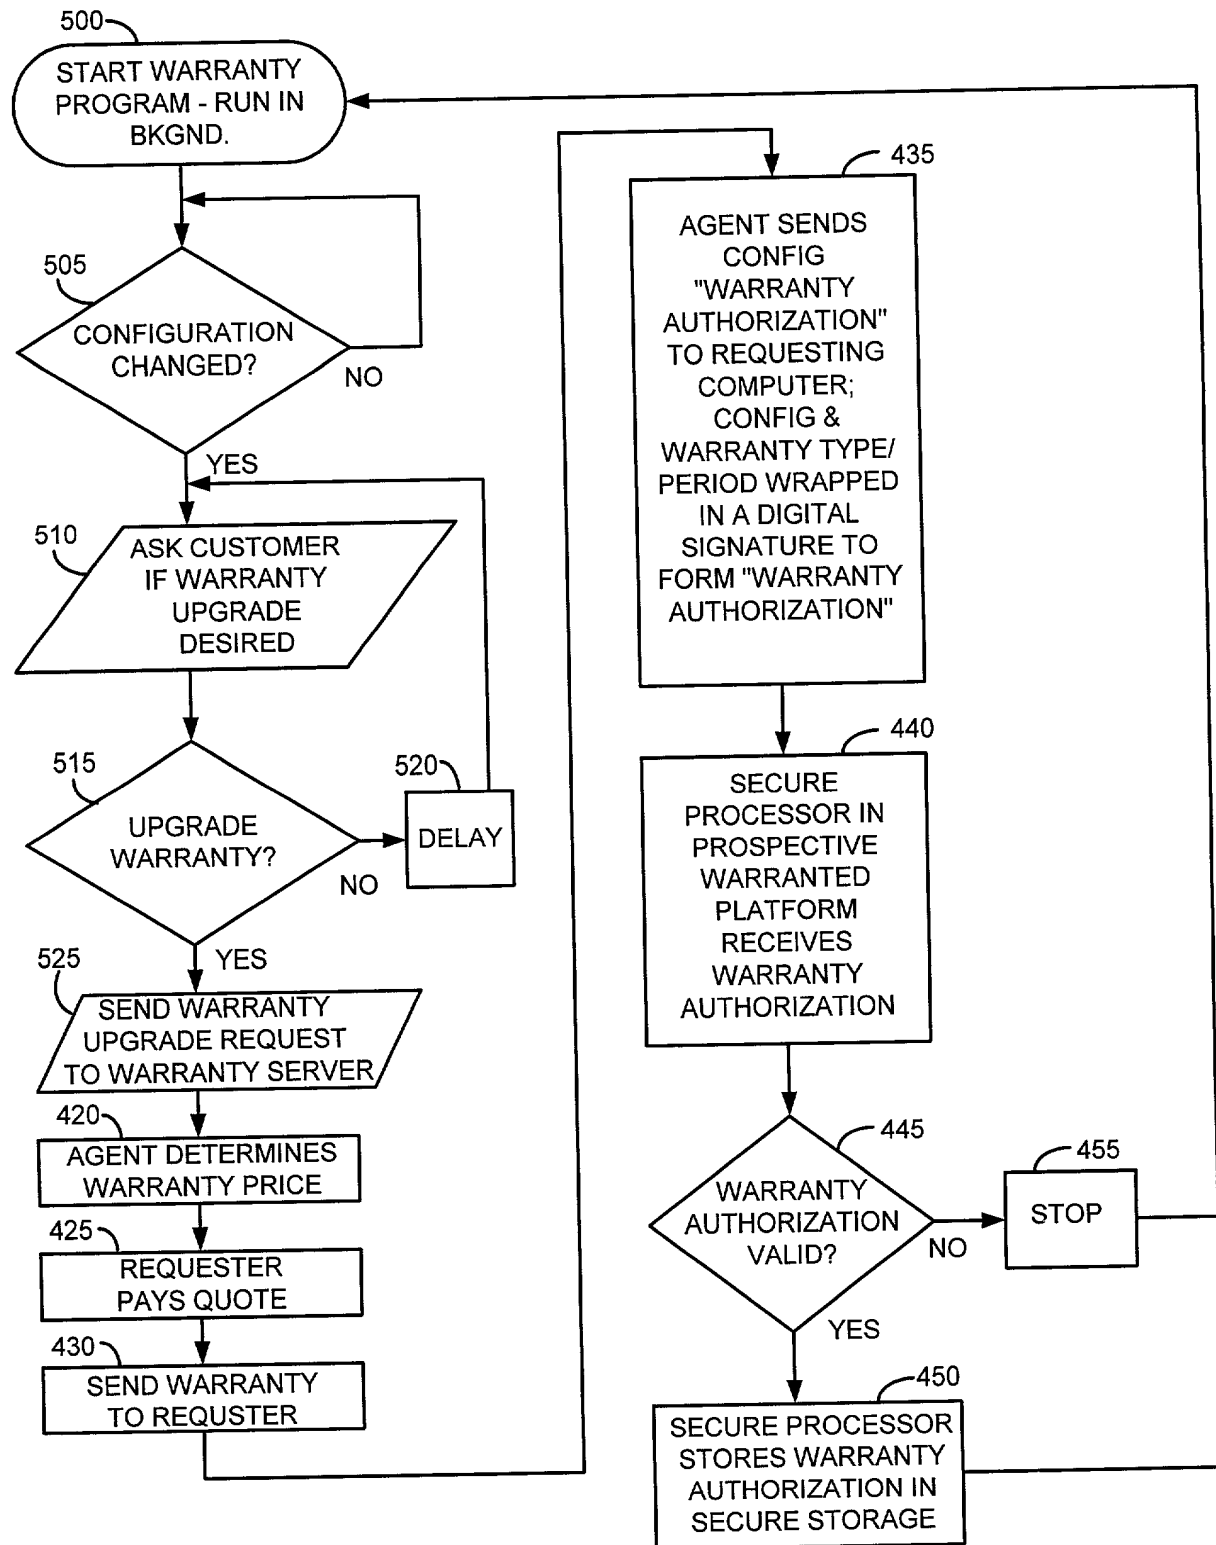 500
START WARRANTY
PROGRAM - RUN IN
BKGND.
505
CONFIGURATION
CHANGED?
NO
YES
510
ASK CUSTOMER
IF WARRANTY
UPGRADE
DESIRED
515
UPGRADE
WARRANTY?
NO
520
DELAY
YES
525
SEND WARRANTY
UPGRADE REQUEST
TO WARRANTY SERVER
420
AGENT DETERMINES
WARRANTY PRICE
425
REQUESTER
PAYS QUOTE
430
SEND WARRANTY
TO REQUSTER
435
AGENT SENDS
CONFIG
"WARRANTY
AUTHORIZATION"
TO REQUESTING
COMPUTER;
CONFIG &
WARRANTY TYPE/
PERIOD WRAPPED
IN A DIGITAL
SIGNATURE TO
FORM "WARRANTY
AUTHORIZATION"
440
SECURE
PROCESSOR IN
PROSPECTIVE
WARRANTED
PLATFORM
RECEIVES
WARRANTY
AUTHORIZATION
445
WARRANTY
AUTHORIZATION
VALID?
NO
455
STOP
YES
450
SECURE PROCESSOR
STORES WARRANTY
AUTHORIZATION IN
SECURE STORAGE